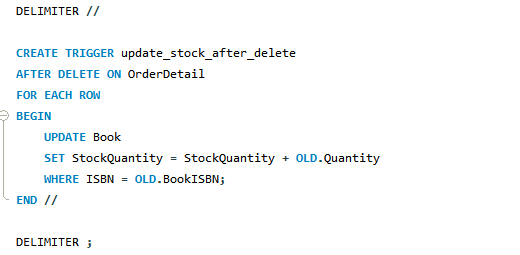 DELIMITER //
CREATE TRIGGER update_stock_after_delete
AFTER DELETE ON OrderDetail
FOR EACH ROW
BEGIN
UPDATE Book
SET StockQuantity = StockQuantity + OLD.Quantity
WHERE ISBN = OLD.BookISBN;
END //
DELIMITER ;